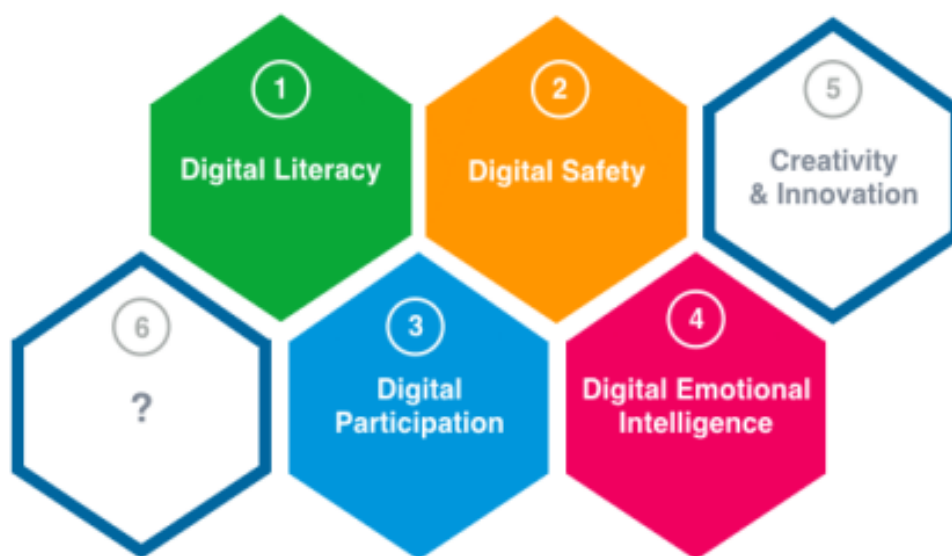 1
Digital Literacy
2
Digital Safety
5
Creativity
& Innovation
6
?
3
Digital
Participation
4
Digital Emotional
Intelligence